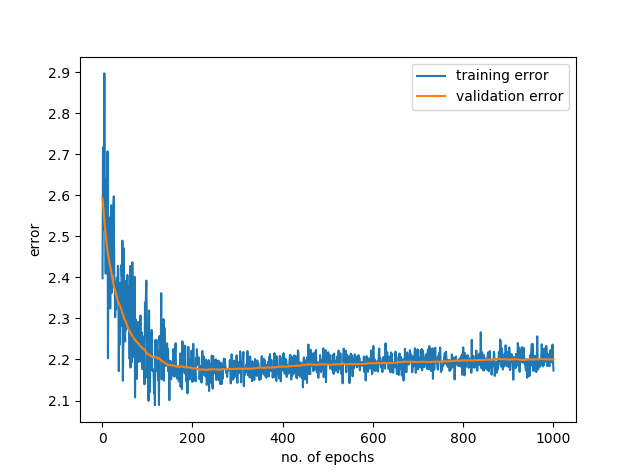 training error
validation error
2.9
2.8
2.7
2.6
2.5
2.4
2.3
2.2
2.1
error
0 200 400 600 800 1000
no. of epochs